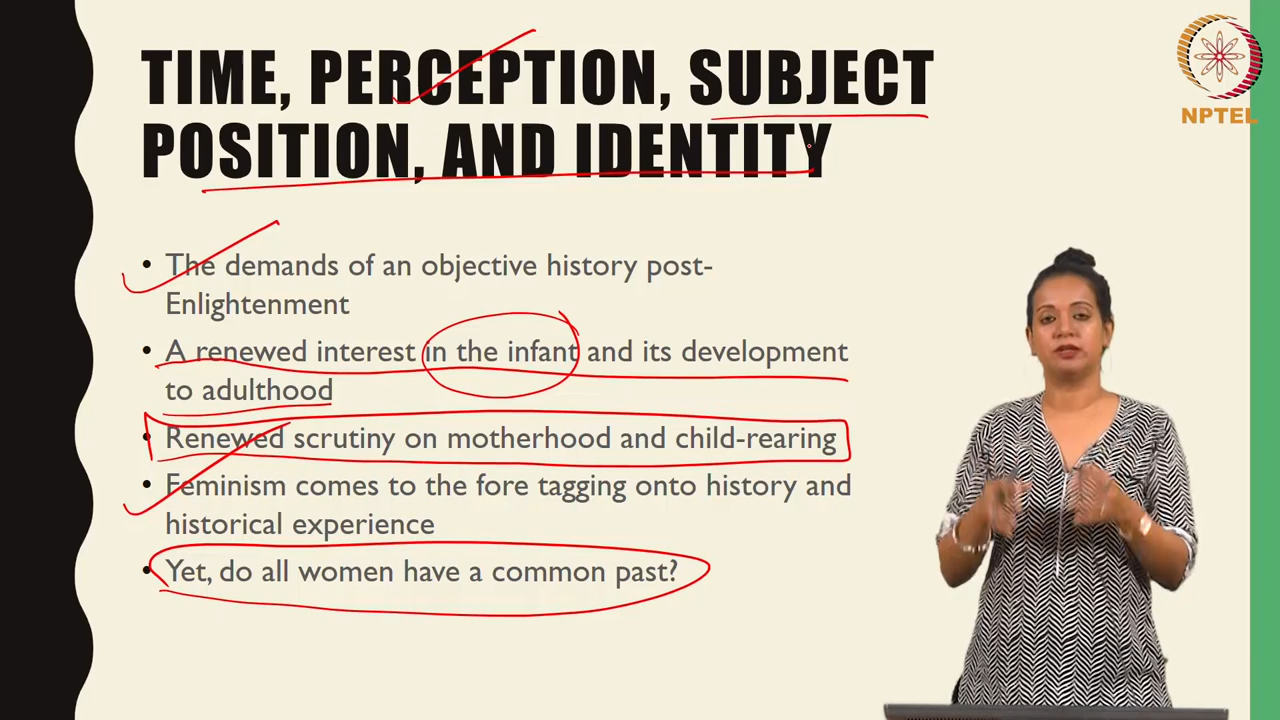 TIME, PERCEPTION, SUBJECT
POSITION, AND IDENTITY
NPTEL
• The demands of an objective history post-
Enlightenment
• A renewed interest in the infant and its development
to adulthood
• Renewed scrutiny on motherhood and child-rearing
• Feminism comes to the fore tagging onto history and
historical experience
• Yet, do all women have a common past?